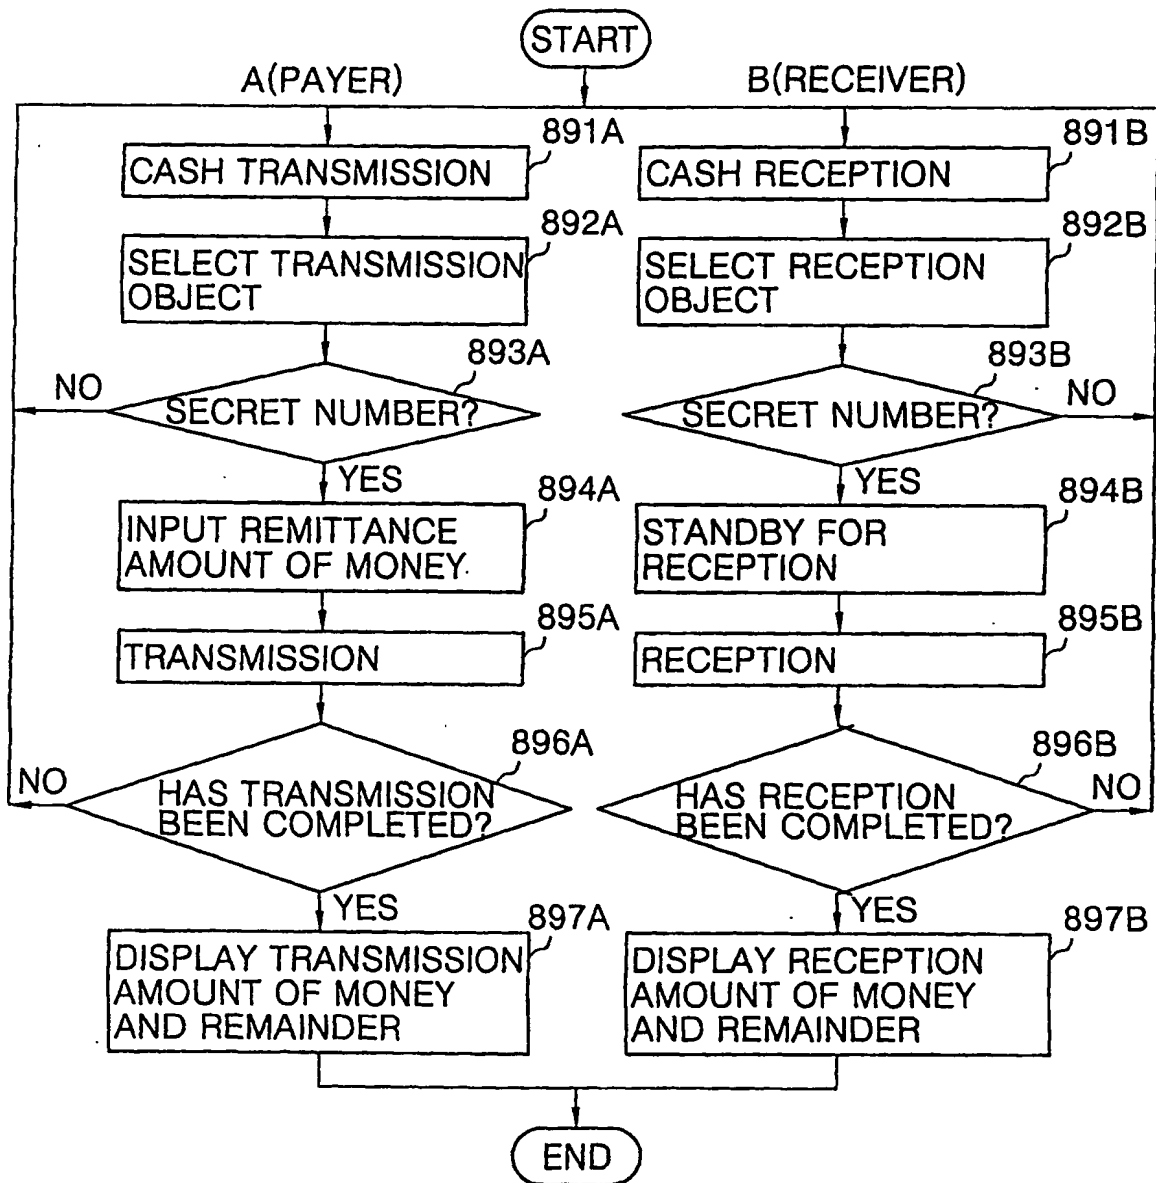 START
A(PAYER)
B(RECEIVER)
891A
CASH TRANSMISSION
891B
CASH RECEPTION
892A
SELECT TRANSMISSION
OBJECT
892B
SELECT RECEPTION
OBJECT
893A
NO
SECRET NUMBER?
893B
SECRET NUMBER?
NO
YES
YES
894A
INPUT REMITTANCE
AMOUNT OF MONEY
894B
STANDBY FOR
RECEPTION
895A
TRANSMISSION
895B
RECEPTION
896A
NO
HAS TRANSMISSION
BEEN COMPLETED?
896B
HAS RECEPTION
BEEN COMPLETED?
NO
YES
YES
897A
DISPLAY TRANSMISSION
AMOUNT OF MONEY
AND REMAINDER
897B
DISPLAY RECEPTION
AMOUNT OF MONEY
AND REMAINDER
END